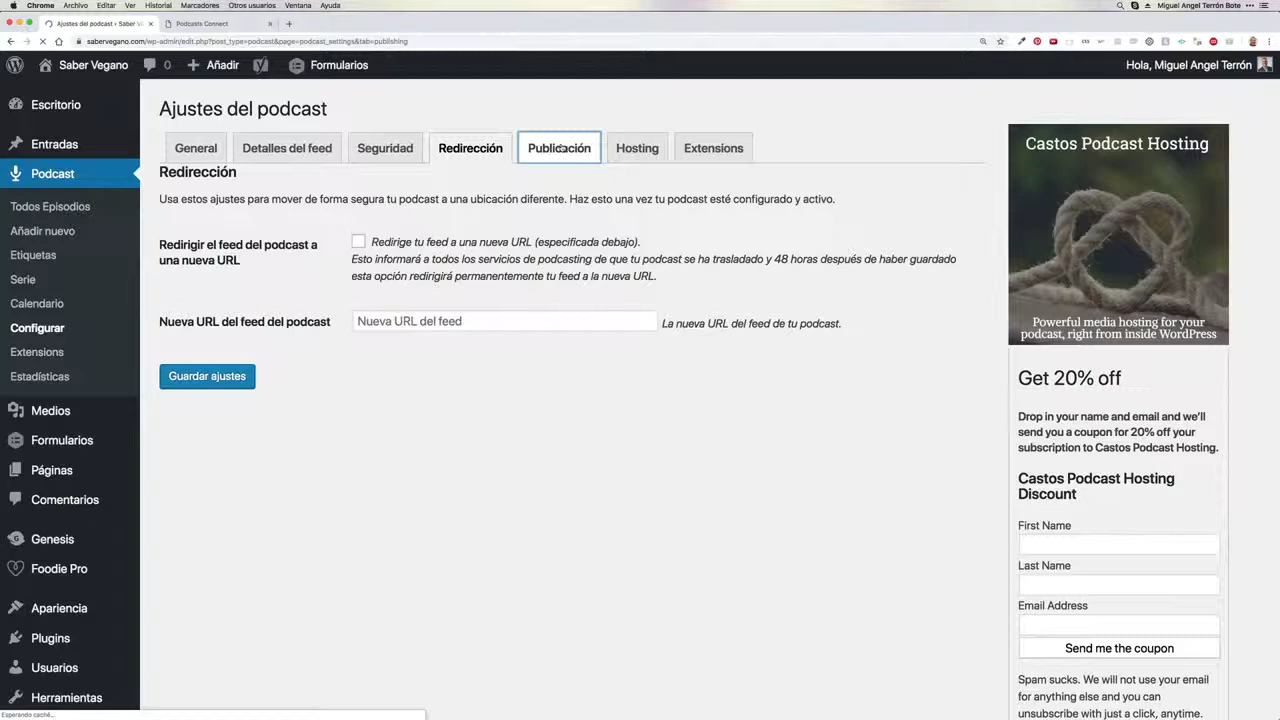 Chrome Archivo Editar Ver Historial Marcadores Otros usuarios Ventana Ayuda
Miguel Angel Terrón Bote
Ajustes del podcast ‹ Saber Ve
Podcasts Connect
sabervegano.com/wp-admin/edit.php?post_type=podcast&page=podcast_settings&tab=publishing
Saber Vegano 0 Añadir Formularios
Hola, Miguel Angel Terrón
Escritorio
Entradas
Podcast
Todos Episodios
Añadir nuevo
Etiquetas
Serie
Calendario
Configurar
Extensions
Estadísticas
Medios
Formularios
Páginas
Comentarios
Genesis
Foodie Pro
Apariencia
Plugins
Usuarios
Herramientas
Esperando caché...
Ajustes del podcast
General Detalles del feed Seguridad Redirección Publicación Hosting Extensions
Redirección
Usa estos ajustes para mover de forma segura tu podcast a una ubicación diferente. Haz esto una vez tu podcast esté configurado y activo.
Redirigir el feed del podcast a
una nueva URL
Redirige tu feed a una nueva URL (especificada debajo).
Esto informará a todos los servicios de podcasting de que tu podcast se ha trasladado y 48 horas después de haber guardado
esta opción redirigirá permanentemente tu feed a la nueva URL.
Nueva URL del feed del podcast
Nueva URL del feed
La nueva URL del feed de tu podcast.
Guardar ajustes
Castos Podcast Hosting
Powerful media hosting for your
podcast, right from inside WordPress
Get 20% off
Drop in your name and email and we'll
send you a coupon for 20% off your
subscription to Castos Podcast Hosting.
Castos Podcast Hosting
Discount
First Name
Last Name
Email Address
Send me the coupon
Spam sucks. We will not use your email
for anything else and you can
unsubscribe with just a click, anytime.